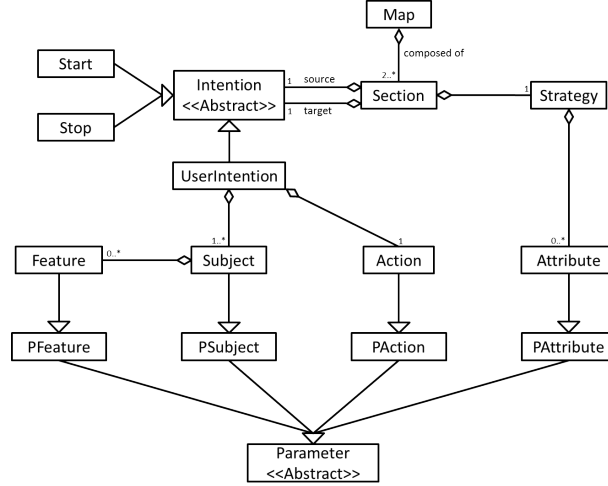 Map
composed of
Start
Intention
<<Abstract>>
1
source
2..*
1
target
Section
1
Strategy
Stop
UserIntention
0..*
1..*
1
0..*
Feature
Subject
Action
Attribute
PFeature
PSubject
PAction
PAttribute
Parameter
<<Abstract>>